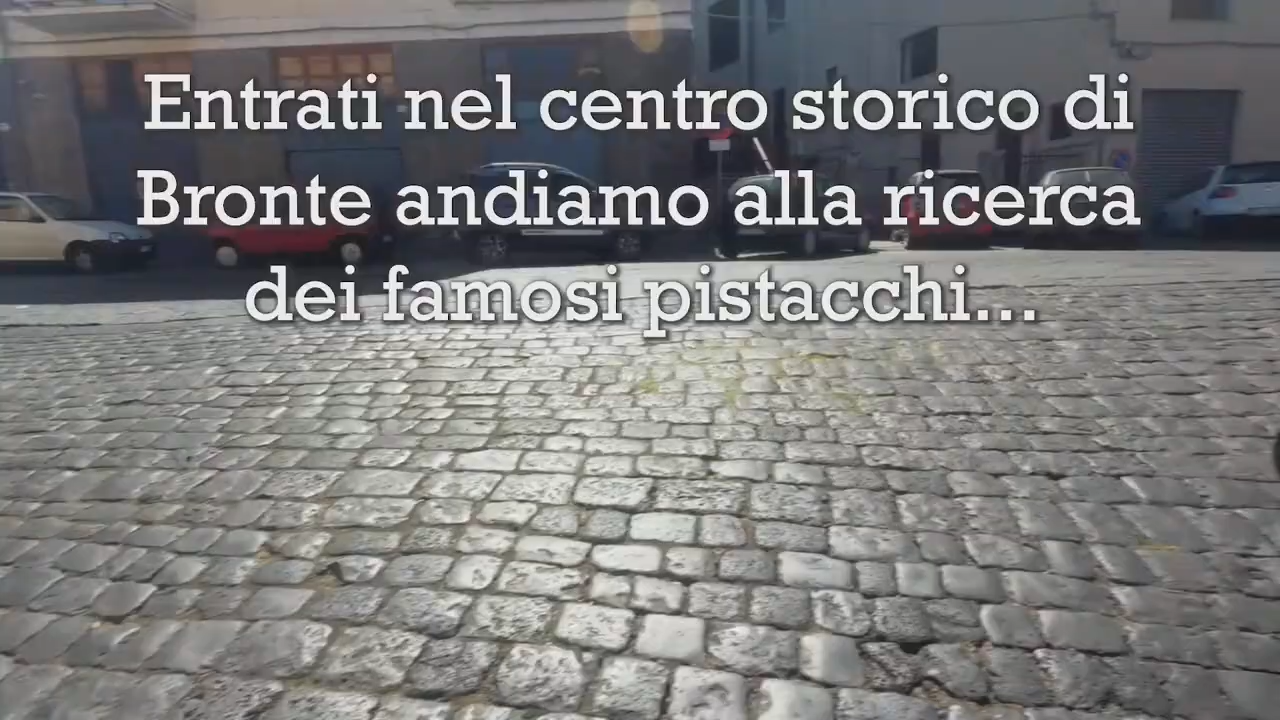 Entrati nel centro storico di
Bronte andiamo alla ricerca
dei famosi pistacchi...